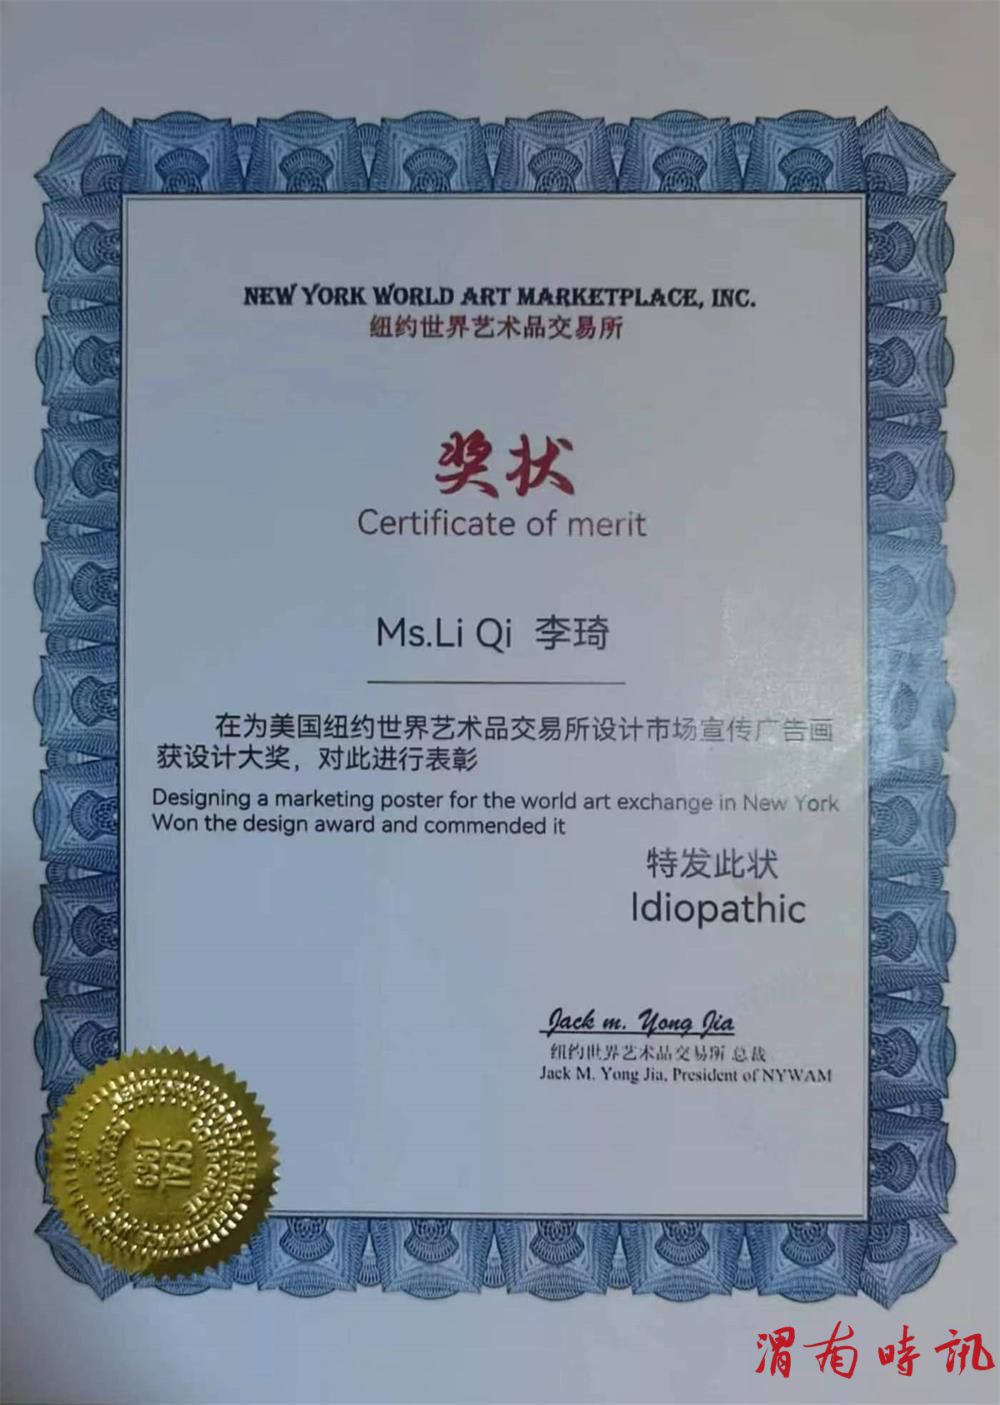 NEW YORK WORLD ART MARKETPLACE, INC.
纽约世界艺术品交易所
奖状
Certificate of merit
Ms.Li Qi 李琦
在为美国纽约世界艺术品交易所设计市场宣传广告画
获设计大奖，对此进行表彰
Designing a marketing poster for the world art exchange in New York
Won the design award and commended it
特发此状
Idiopathic
Jack m. Yong Jia
纽约世界艺术品交易所 总裁
Jack M. Yong Jia, President of NYWAM
CORPORATE
SEAL
1969
渭南時訊